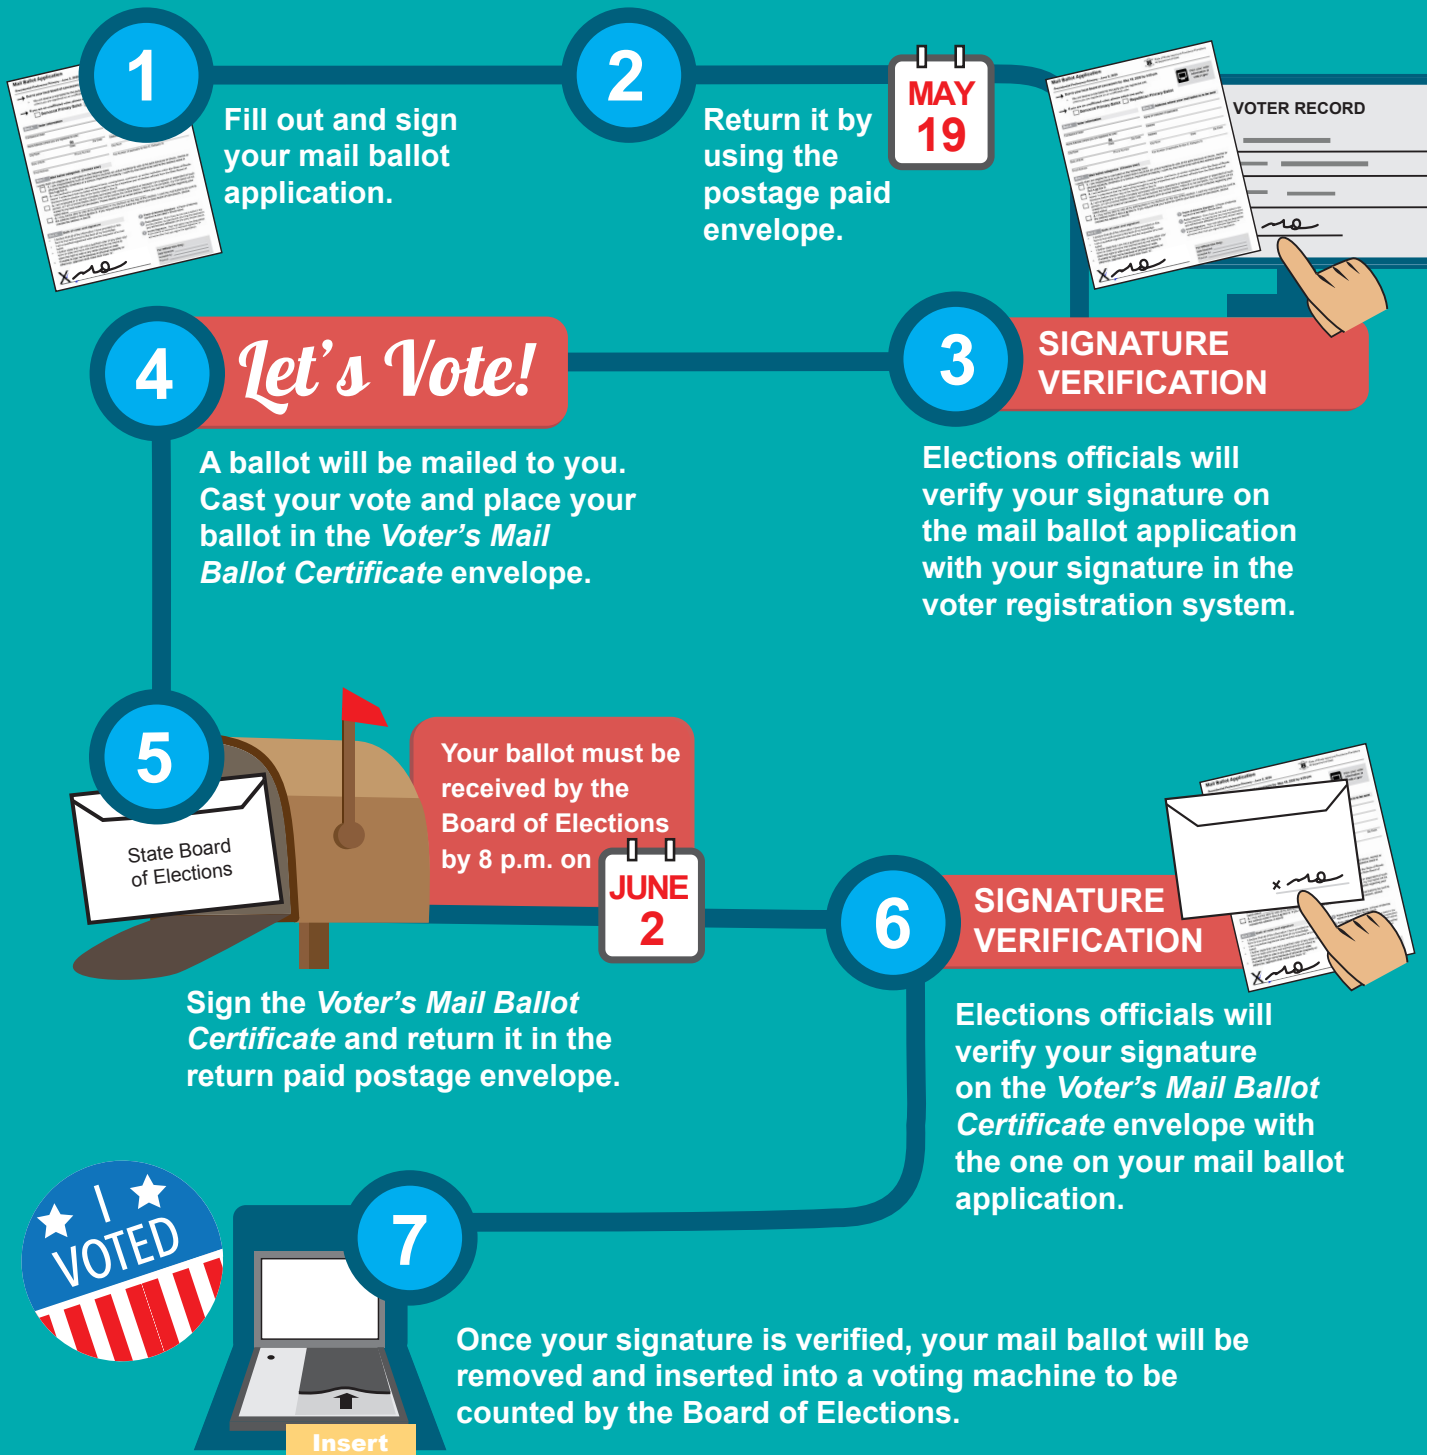 1
Fill out and sign
your mail ballot
application.
2
Return it by
using the
postage paid
envelope.
MAY
19
Mail Ballot Application
VOTER RECORD
3
SIGNATURE
VERIFICATION
Elections officials will
verify your signature on
the mail ballot application
with your signature in the
voter registration system.
4
Let's Vote!
A ballot will be mailed to you.
Cast your vote and place your
ballot in the Voter's Mail
Ballot Certificate envelope.
5
State Board
of Elections
Your ballot must be
received by the
Board of Elections
by 8 p.m. on
JUNE
2
Sign the Voter's Mail Ballot
Certificate and return it in the
return paid postage envelope.
6
SIGNATURE
VERIFICATION
Mail Ballot Application
x
X
Elections officials will
verify your signature
on the Voter's Mail Ballot
Certificate envelope with
the one on your mail ballot
application.
I
VOTED
7
Insert
Once your signature is verified, your mail ballot will be
removed and inserted into a voting machine to be
counted by the Board of Elections.